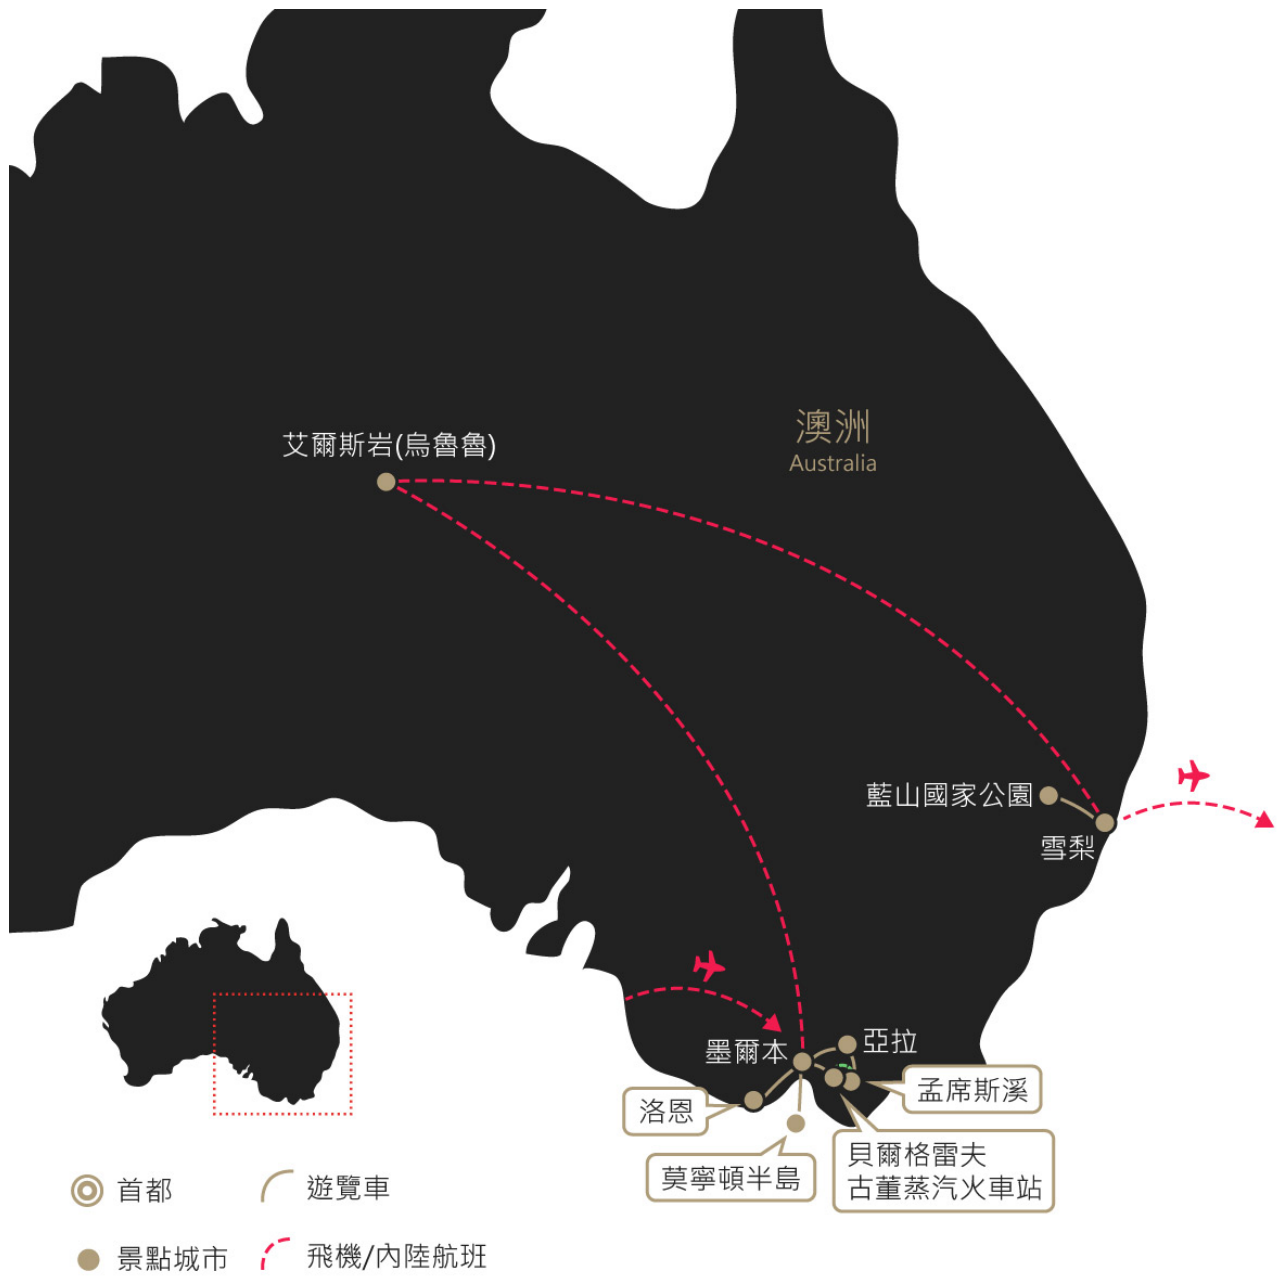 澳洲
Australia
艾爾斯岩(烏魯魯)
藍山國家公園
雪梨
墨爾本
亞拉
孟席斯溪
洛恩
莫寧頓半島
貝爾格雷夫
古董蒸汽火車站
首都
遊覽車
景點城市
飛機/內陸航班